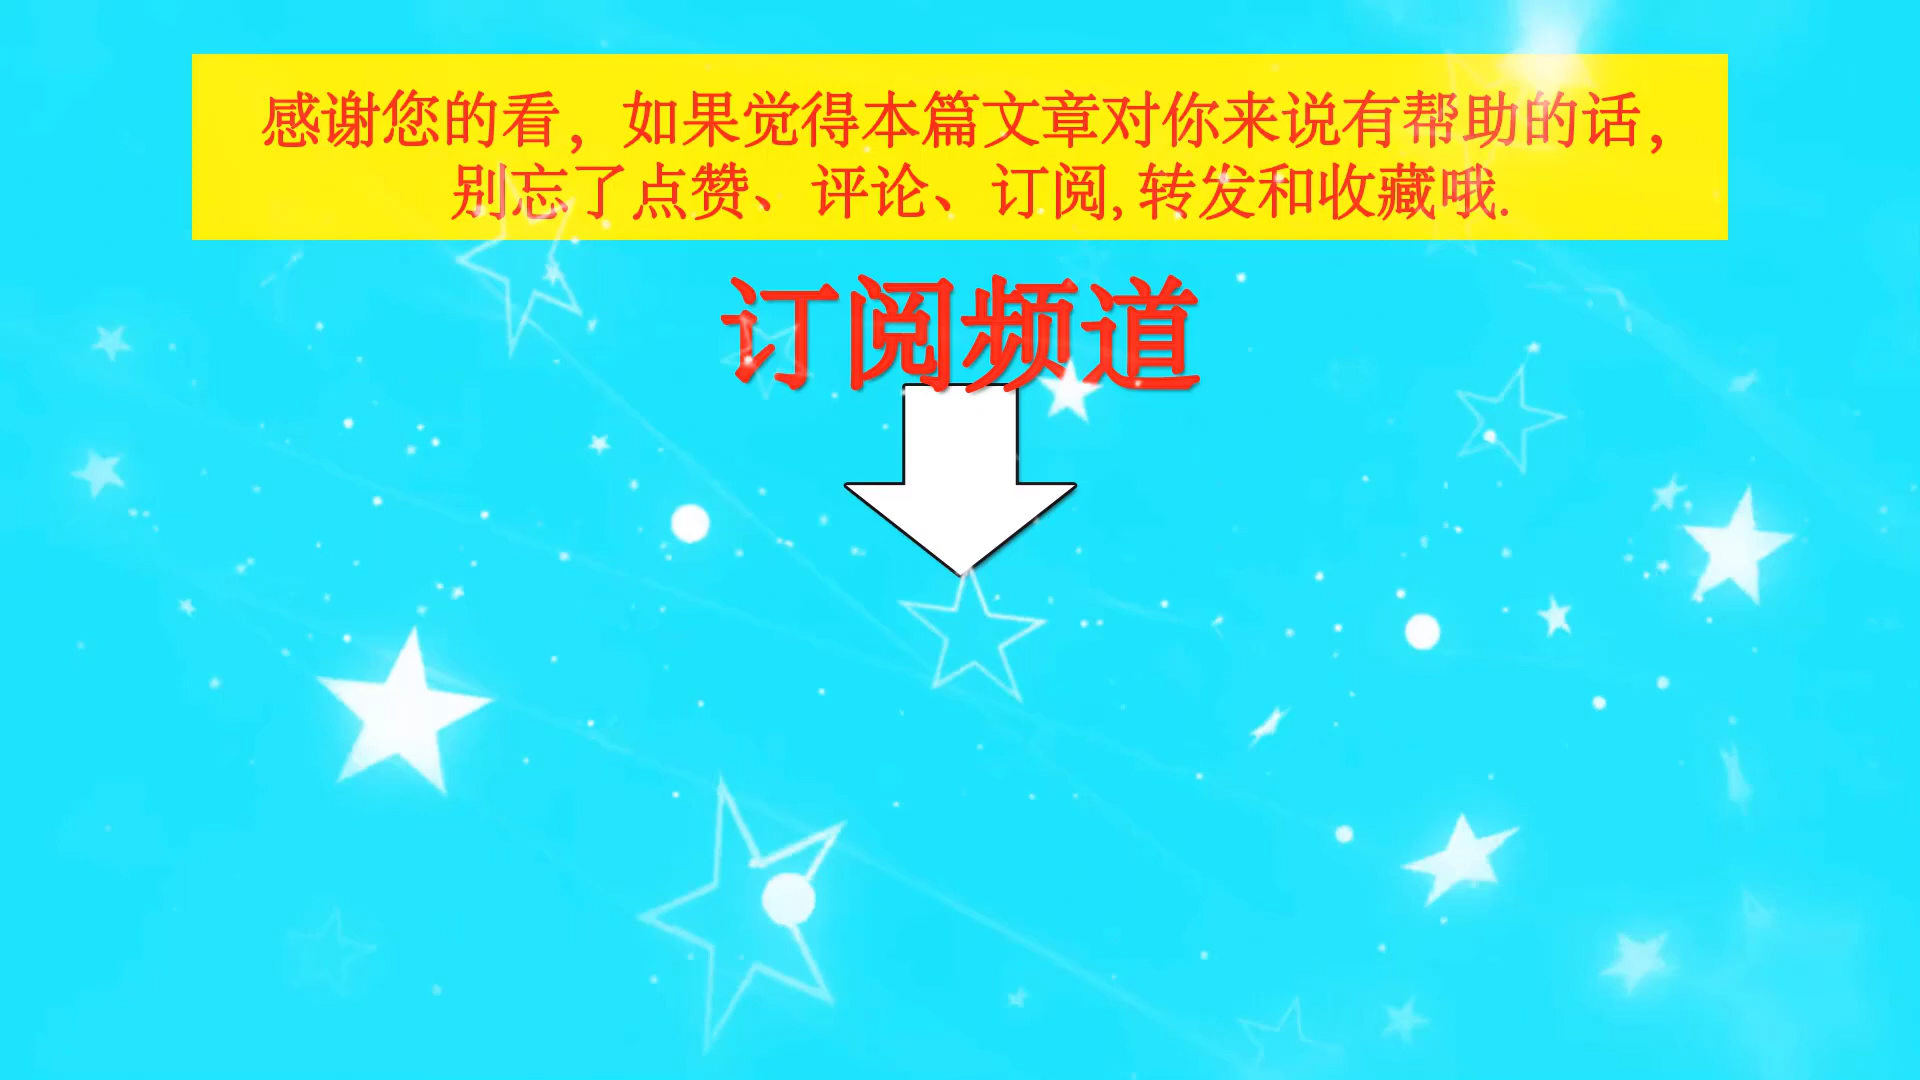 感谢您的看，如果觉得本篇文章对你来说有帮助的话，
别忘了点赞、评论、订阅,转发和收藏哦.
订阅频道